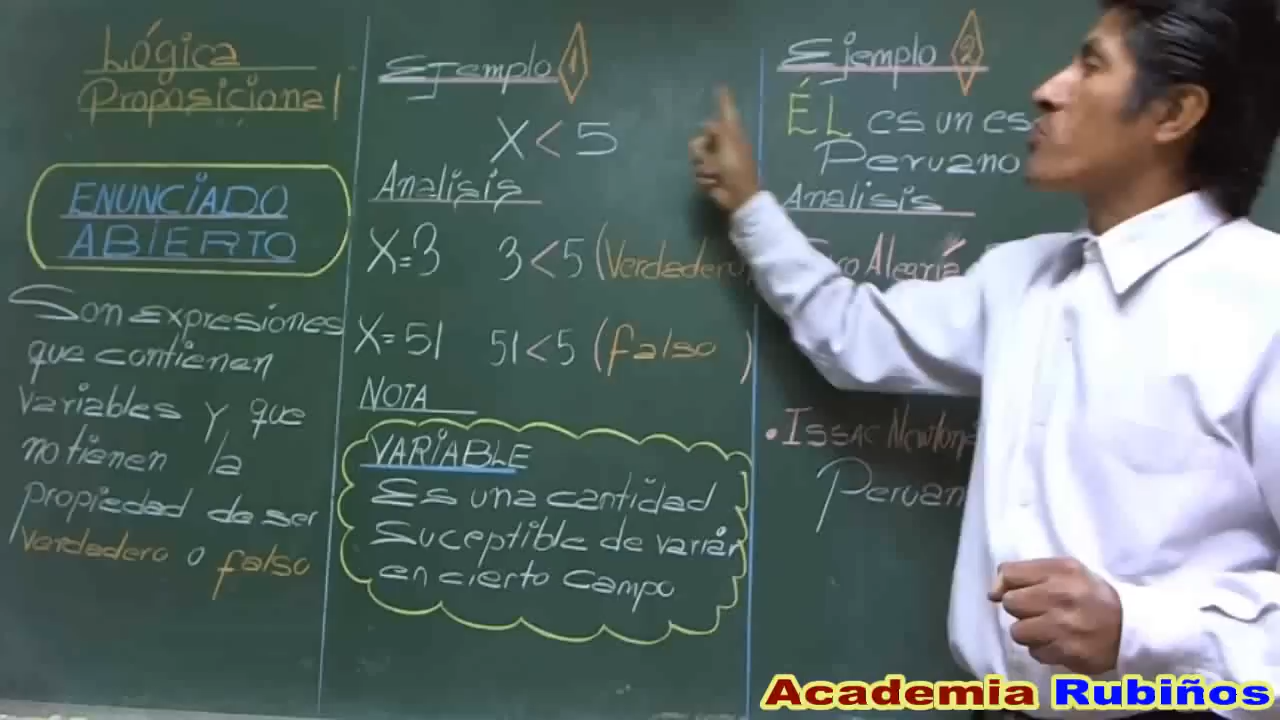 Lógica
Proposicional
ENUNCIADO
ABIERTO
Son expresiones
que contienen
Variables y que
no tienen la
propiedad de ser
Verdadero o falso
Ejemplo 1
X < 5
Analisis
X=3 3<5 (Verdadero)
X=51 51<5 (falso)
NOTA
VARIABLE
Es una cantidad
Suceptible de variar
en cierto campo
Ejemplo 2
ÉL es un es
Peruano
Analisis
Alegría
• Issac Newton
Peruan
Academia Rubiños